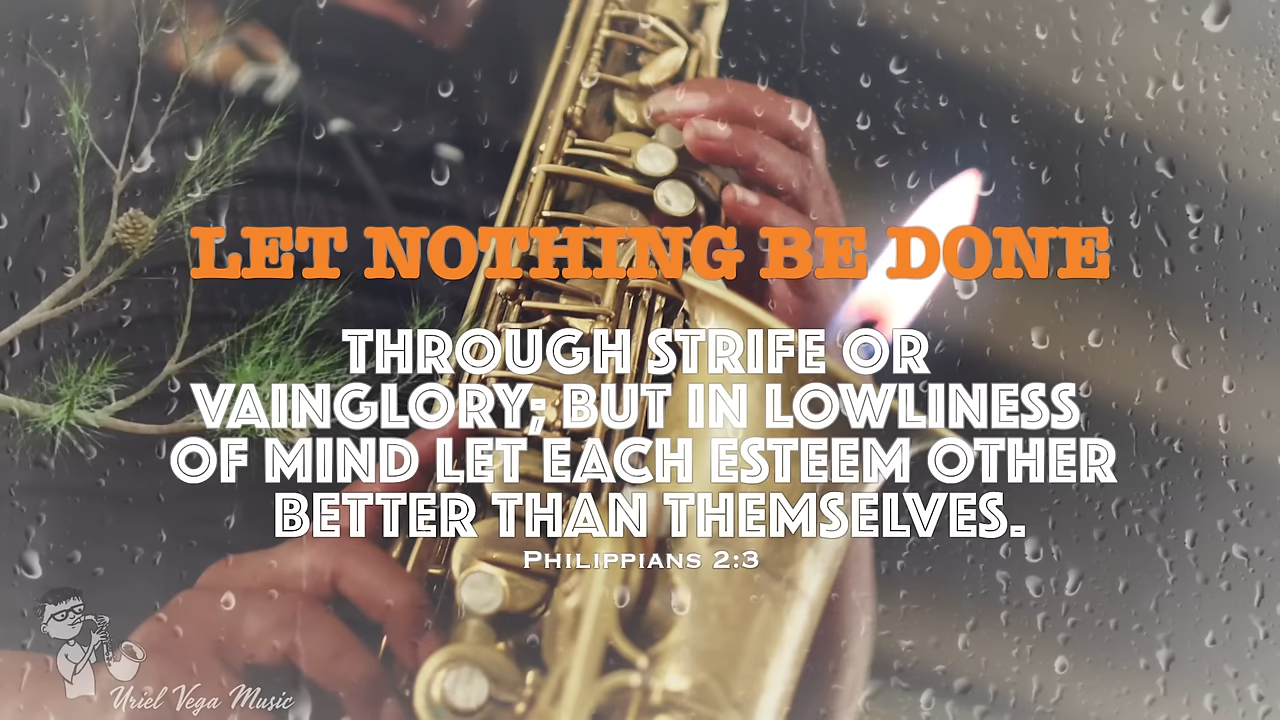 LET NOTHING BE DONE
THROUGH STRIFE OR
VAINGLORY; BUT IN LOWLINESS
OF MIND LET EACH ESTEEM OTHER
BETTER THAN THEMSELVES.
PHILIPPIANS 2:3
Uriel Vega Music